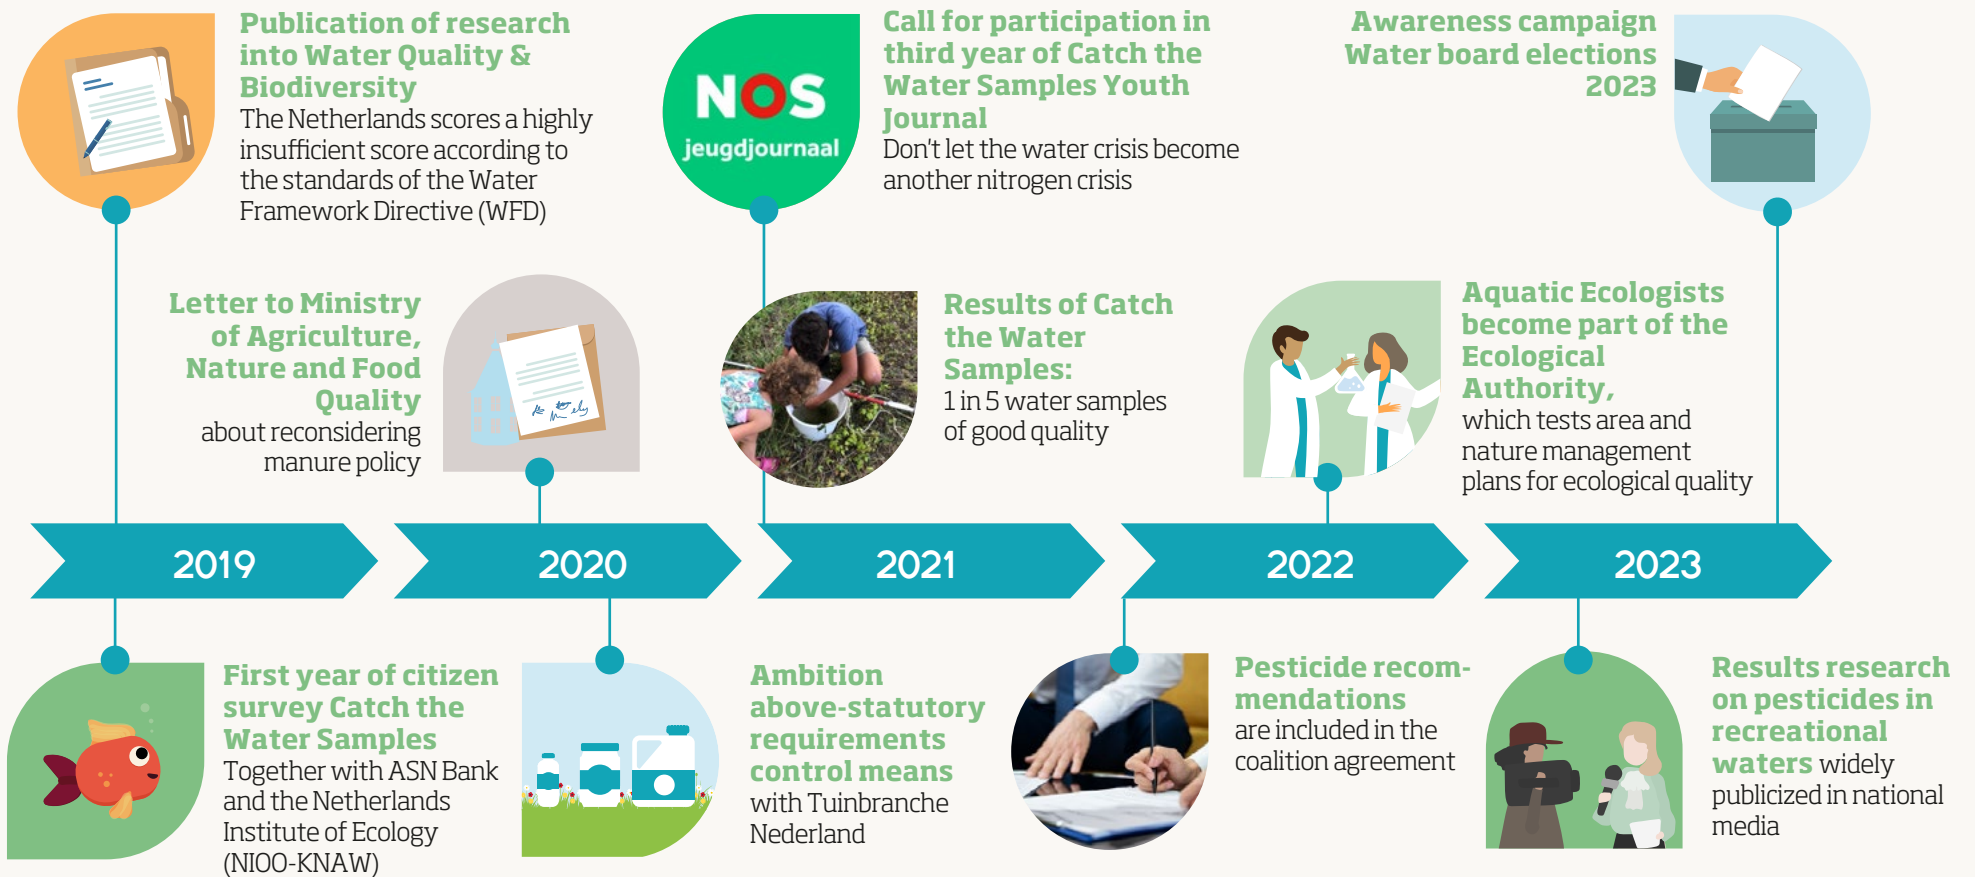 Publication of research
into Water Quality &
Biodiversity
The Netherlands scores a highly
insufficient score according to
the standards of the Water
Framework Directive (WFD)
NOS
jeugdjournaal
Call for participation in
third year of Catch the
Water Samples Youth
Journal
Don't let the water crisis become
another nitrogen crisis
Awareness campaign
Water board elections
2023
Letter to Ministry
of Agriculture,
Nature and Food
Quality
about reconsidering
manure policy
Results of Catch
the Water
Samples:
1 in 5 water samples
of good quality
Aquatic Ecologists
become part of the
Ecological
Authority,
which tests area and
nature management
plans for ecological quality
2019
2020
2021
2022
2023
First year of citizen
survey Catch the
Water Samples
Together with ASN Bank
and the Netherlands
Institute of Ecology
(NIOO-KNAW)
Ambition
above-statutory
requirements
control means
with Tuinbranche
Nederland
Pesticide recom-
mendations
are included in the
coalition agreement
Results research
on pesticides in
recreational
waters widely
publicized in national
media